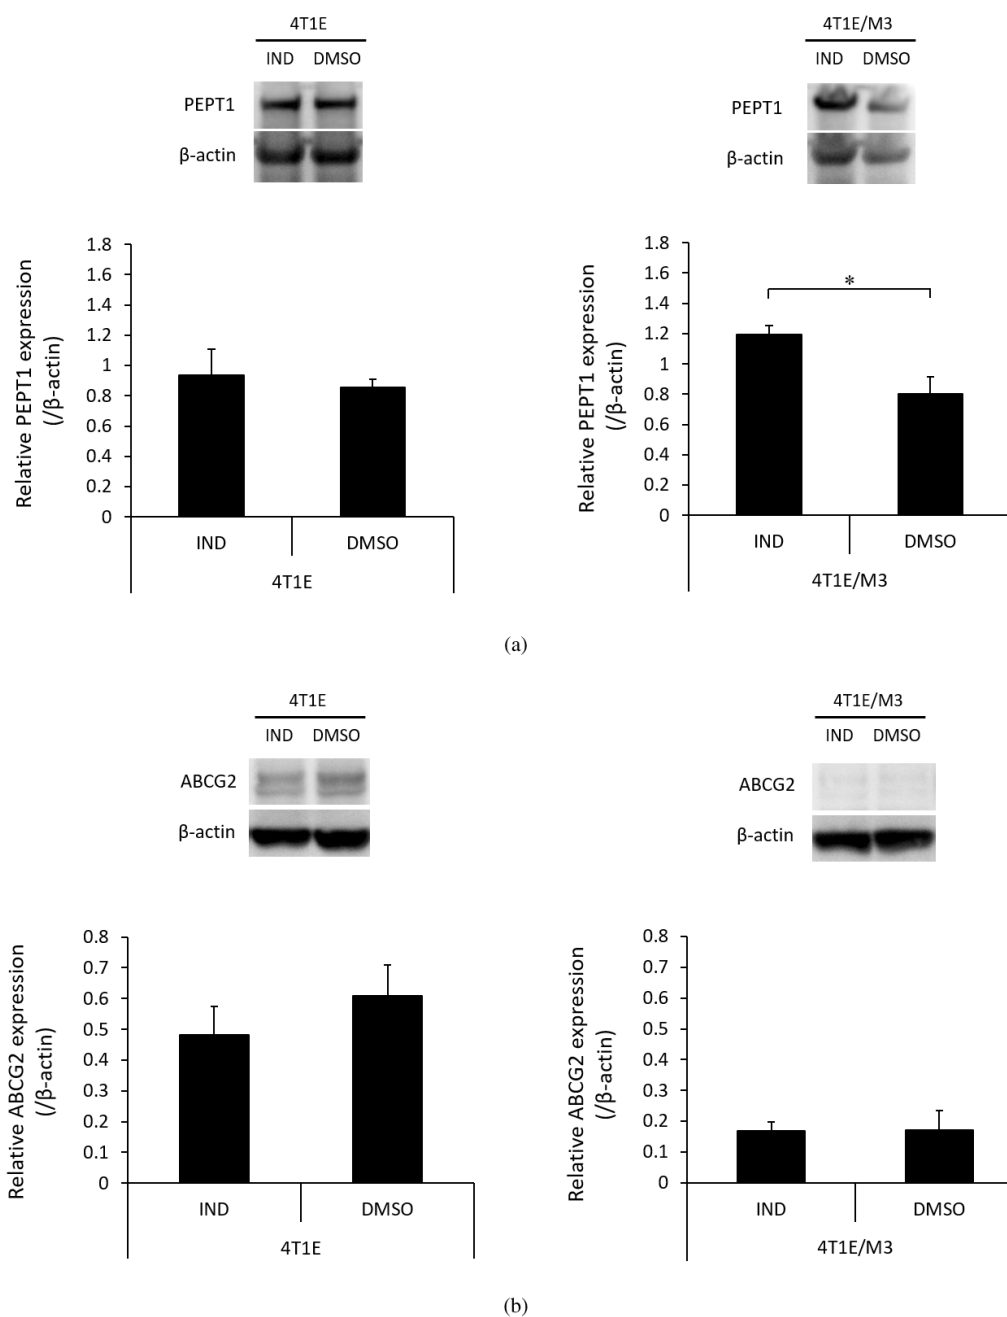 4T1E
IND DMSO
PEPT1
β-actin
4T1E/M3
IND DMSO
PEPT1
β-actin
Relative PEPT1 expression
(/β-actin)
1.8
1.6
1.4
1.2
1
0.8
0.6
0.4
0.2
0
IND DMSO
4T1E
Relative PEPT1 expression
(/β-actin)
1.8
1.6
1.4
1.2
1
0.8
0.6
0.4
0.2
0
*
IND DMSO
4T1E/M3
(a)
4T1E
IND DMSO
ABCG2
β-actin
4T1E/M3
IND DMSO
ABCG2
β-actin
Relative ABCG2 expression
(/β-actin)
0.8
0.7
0.6
0.5
0.4
0.3
0.2
0.1
0
IND DMSO
4T1E
Relative ABCG2 expression
(/β-actin)
0.8
0.7
0.6
0.5
0.4
0.3
0.2
0.1
0
IND DMSO
4T1E/M3
(b)